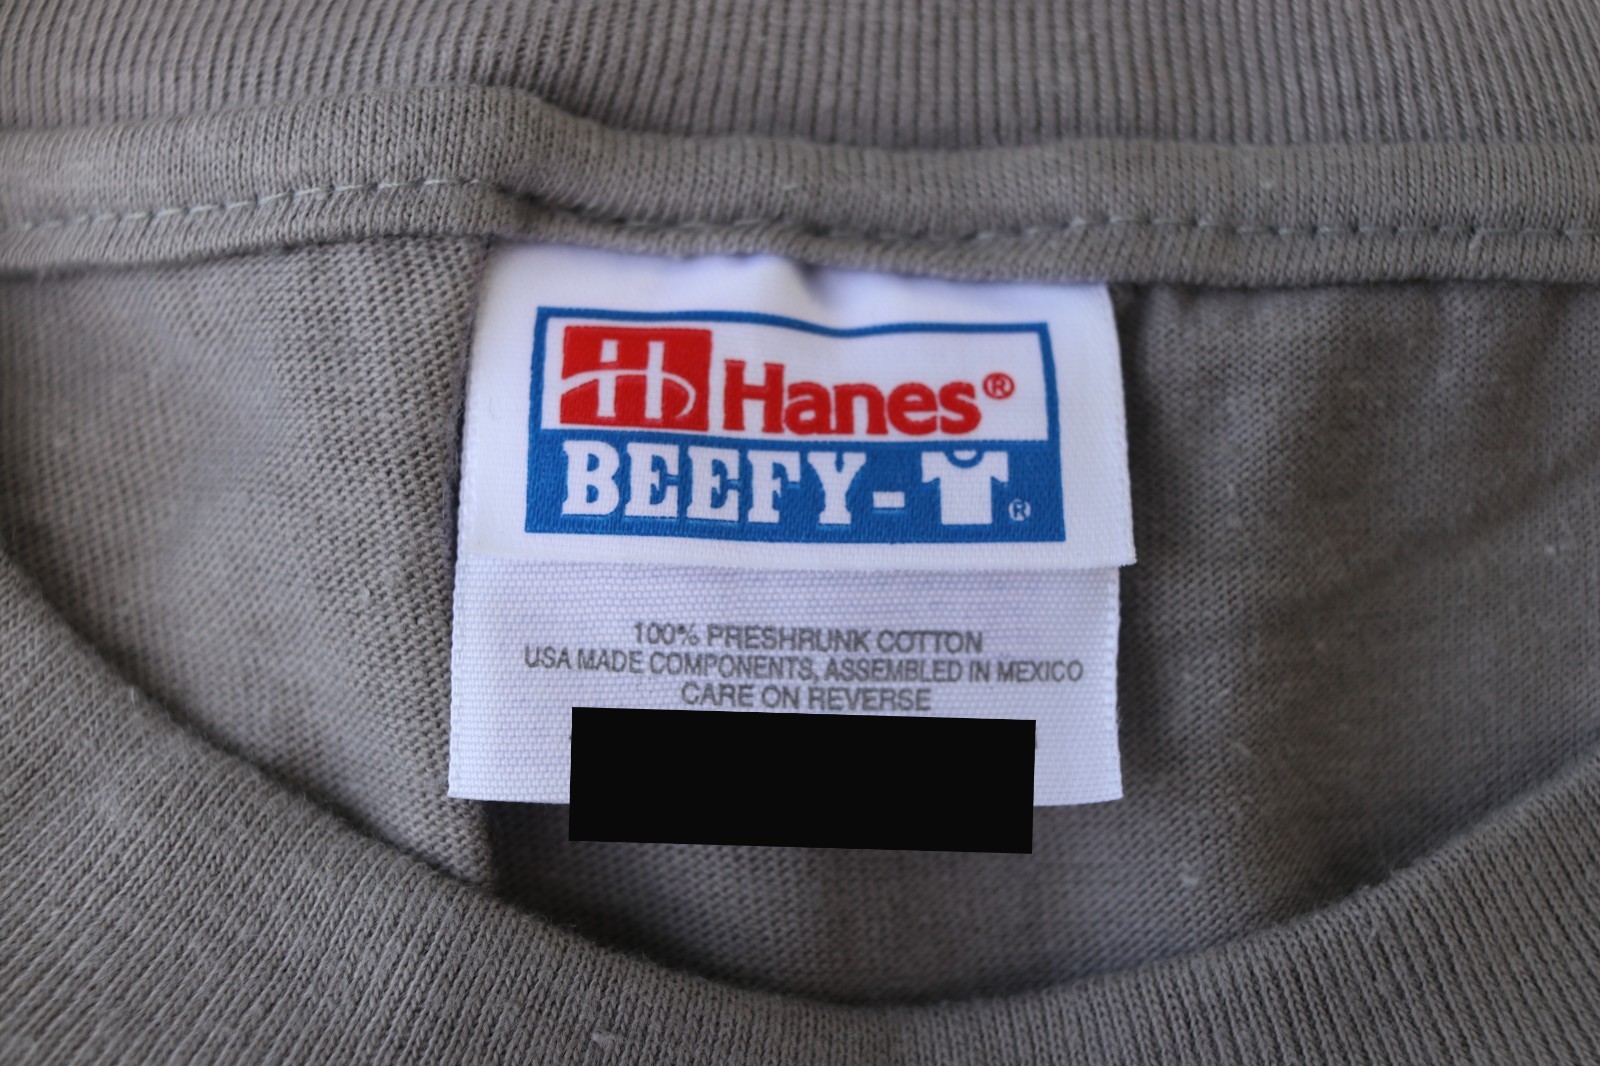 Hanes®
BEEFY-®
100% PRESHRUNK COTTON
USA MADE COMPONENTS, ASSEMBLED IN MEXICO
CARE ON REVERSE